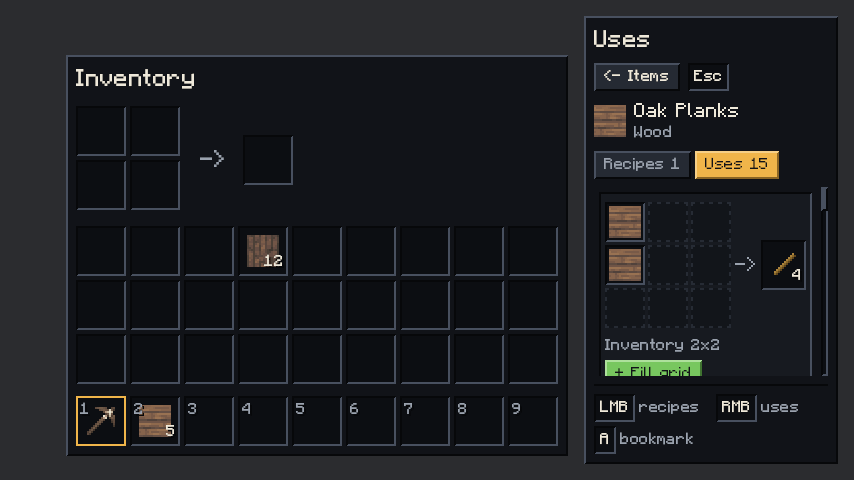 Uses
<- Items Esc
Inventory
Oak Planks
Wood
Recipes 1 Uses 15
->
12
-> 4
Inventory 2x2
+ Fill grid
1 2 5 3 4 5 6 7 8 9
LMB recipes RMB uses
A bookmark